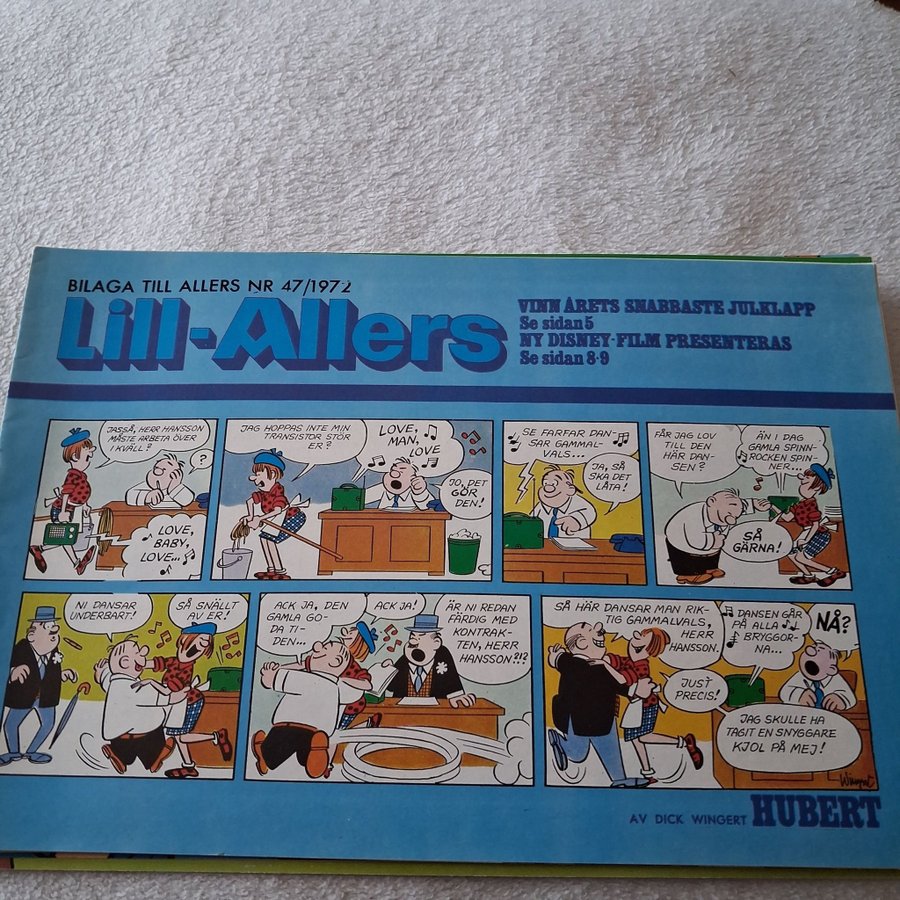 BILAGA TILL ALLERS NR 47/1972
Lill-Allers
VINN ÅRETS SNABBASTE JULKLAPP
Se sidan 5
NY DISNEY-FILM PRESENTERAS
Se sidan 8-9
JASSÅ, HERR HANSSON
MÅSTE ARBETA ÖVER
I KVÄLL?
?
LOVE,
BABY,
LOVE...
JAG HOPPAS INTE MIN
TRANSISTOR STÖR
ER?
LOVE,
MAN,
LOVE
JO, DET
GÖR
DEN!
SE FARFAR DAN-
SAR GAMMAL-
VALS...
JA, SÅ
SKA DET
LÅTA!
FÅR JAG LOV
TILL DEN
HÄR DAN-
SEN?
ÄN I DAG
GAMLA SPINN-
ROCKEN SPIN-
NER...
SÅ
GÄRNA!
NI DANSAR
UNDERBART!
SÅ SNÄLLT
AV ER!
ACK JA, DEN
GAMLA GO-
DA TI-
DEN...
ACK JA!
ÄR NI REDAN
FÄRDIG MED
KONTRAK-
TEN, HERR
HANSSON?!?
SÅ HÄR DANSAR MAN RIK-
TIG GAMMALVALS,
HERR
HANSSON.
JUST
PRECIS!
DANSEN GÅR
PÅ ALLA
BRYGGOR-
NA...
NÅ?
JAG SKULLE HA
TAGIT EN SNYGGARE
KJOL PÅ MEJ!
Wingert
AV DICK WINGERT HUBERT